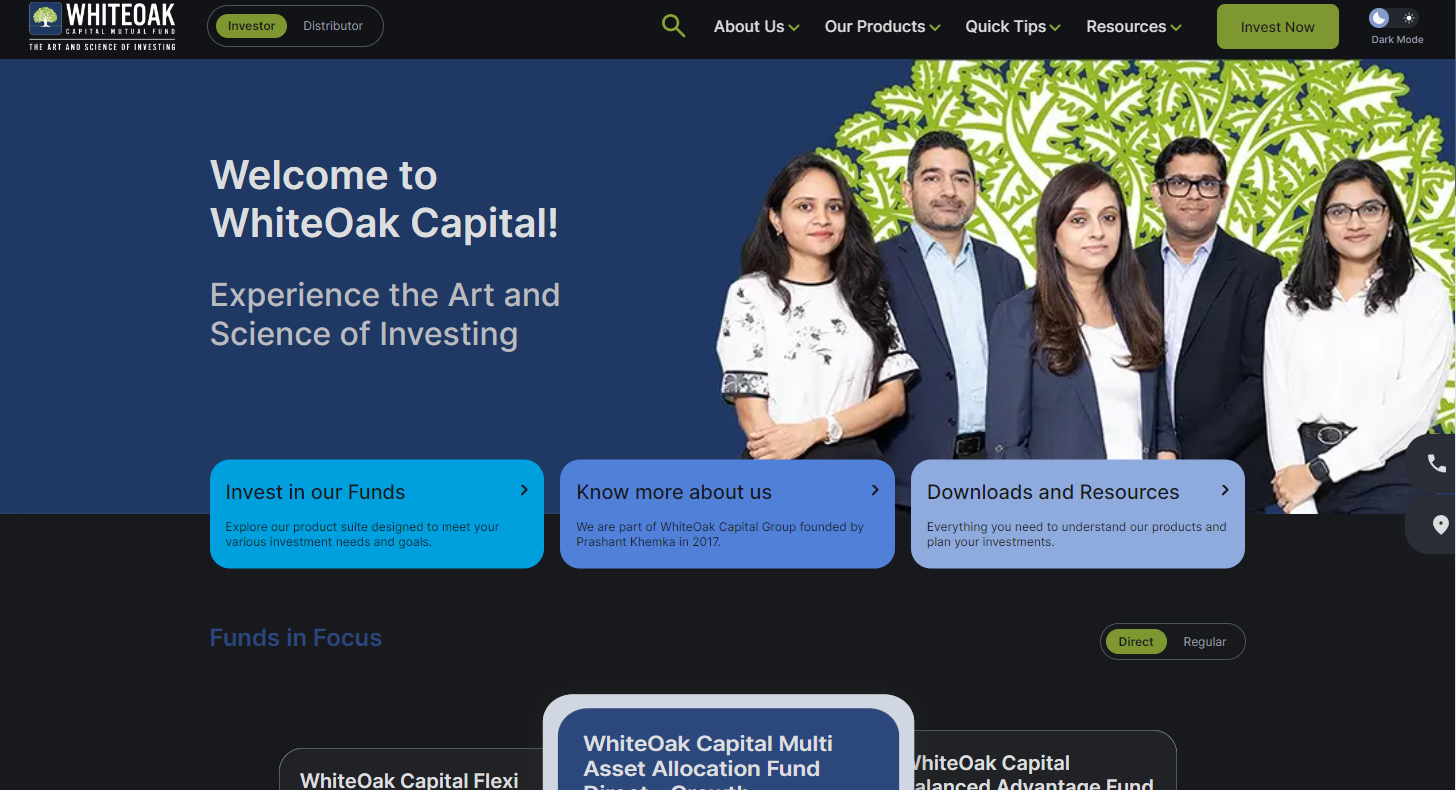 WHITEOAK
CAPITAL MUTUAL FUND
THE ART AND SCIENCE OF INVESTING
Investor
Distributor
About Us
Our Products
Quick Tips
Resources
Invest Now
Dark Mode
Welcome to
WhiteOak Capital!
Experience the Art and
Science of Investing
Invest in our Funds
Explore our product suite designed to meet your
various investment needs and goals.
Know more about us
We are part of WhiteOak Capital Group founded by
Prashant Khemka in 2017.
Downloads and Resources
Everything you need to understand our products and
plan your investments.
Funds in Focus
Direct
Regular
WhiteOak Capital Flexi
WhiteOak Capital Multi
Asset Allocation Fund
Direct - Growth
WhiteOak Capital
alanced Advantage Fund